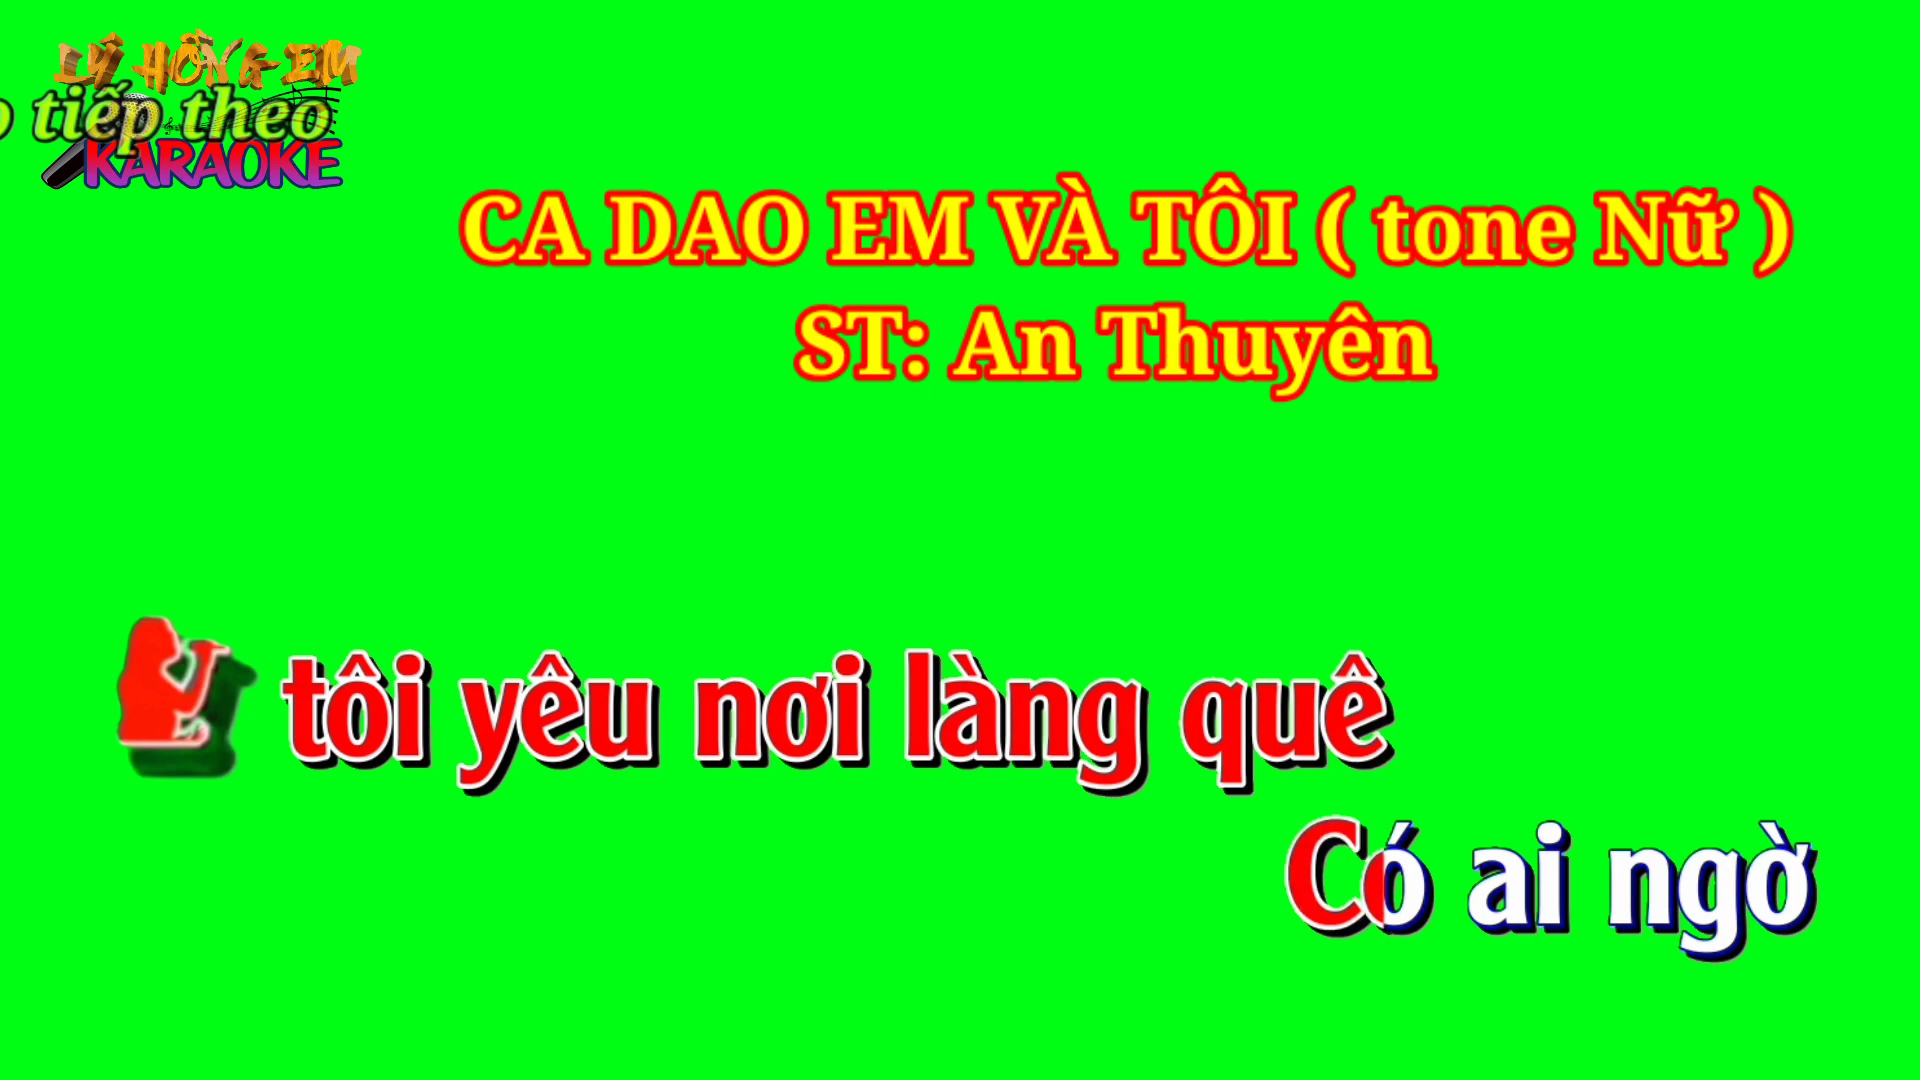 LÝ HỒNG EM
tiếp theo
KARAOKE
CA DAO EM VÀ TÔI ( tone Nữ )
ST: An Thuyên
tôi yêu nơi làng quê
Có ai ngờ